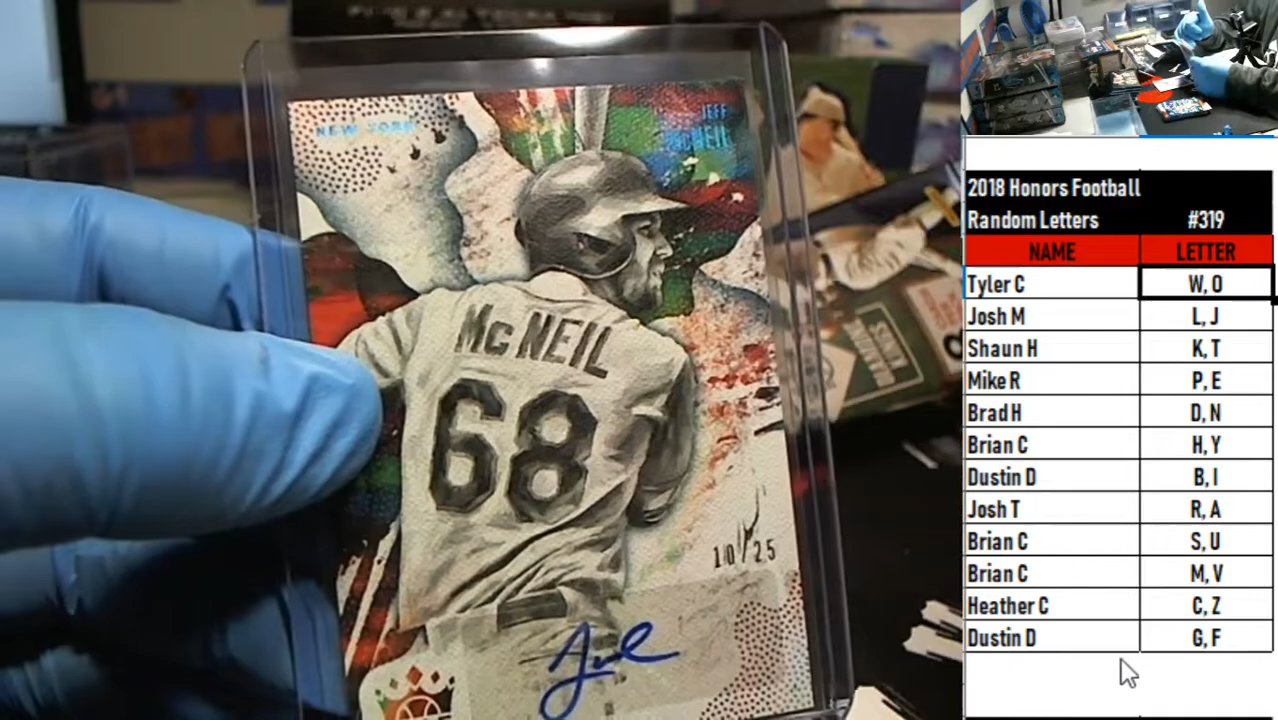 NEW YORK
JEFF
McNEIL
McNEIL
68
10/25
2018 Honors Football
Random Letters #319
NAME LETTER
Tyler C W, O
Josh M L, J
Shaun H K, T
Mike R P, E
Brad H D, N
Brian C H, Y
Dustin D B, I
Josh T R, A
Brian C S, U
Brian C M, V
Heather C C, Z
Dustin D G, F